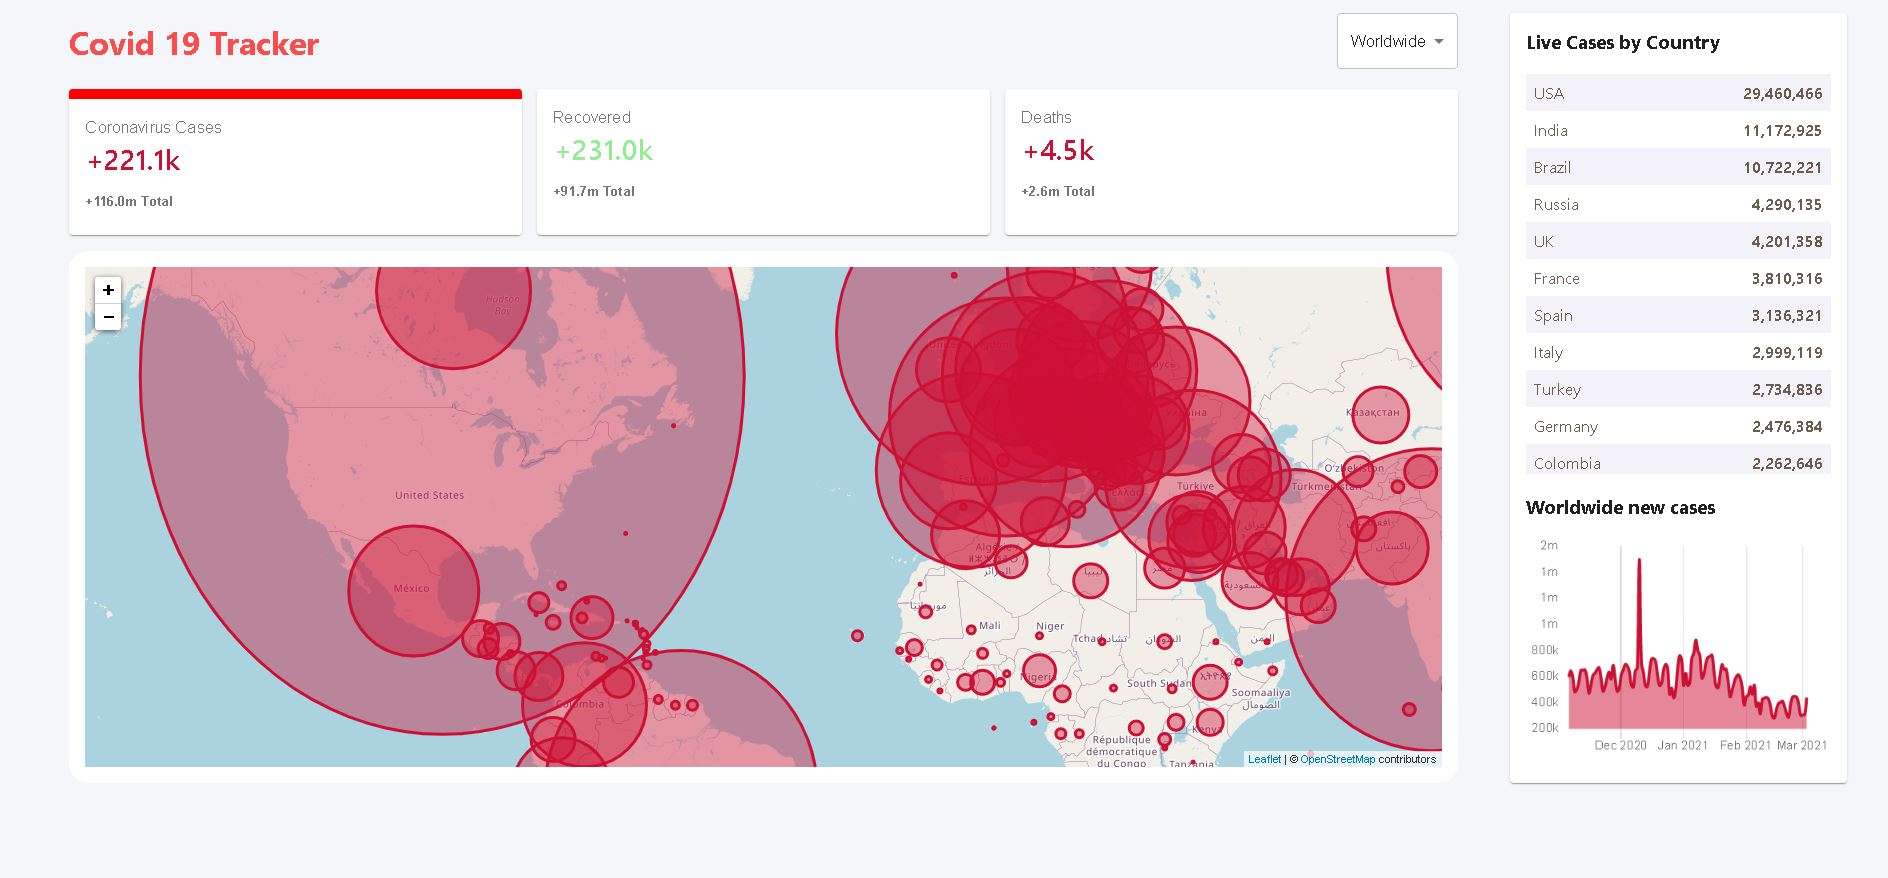 Covid 19 Tracker
Worldwide
Coronavirus Cases
+221.1k
+116.0m Total
Recovered
+231.0k
+91.7m Total
Deaths
+4.5k
+2.6m Total
+
−
Hudson
Bay
United States
México
Colombia
United Kingdom
España
Україна
Ελλάς
Türkiye
Қазақстан
O'zbekiston
Türkmenistan
پاکستان
العراق
السعودية
عمان
مصر
ليبيا
Algérie /
الجزائر
موريتانيا
Mali
Niger
Tchad تشاد
السودان
اليمن
Nigeria
South Sudan
ኢትዮጵያ
Soomaaliya
الصومال
Kenya
République
démocratique
du Congo
Tanzania
Leaflet | © OpenStreetMap contributors
Live Cases by Country
USA 29,460,466
India 11,172,925
Brazil 10,722,221
Russia 4,290,135
UK 4,201,358
France 3,810,316
Spain 3,136,321
Italy 2,999,119
Turkey 2,734,836
Germany 2,476,384
Colombia 2,262,646
Worldwide new cases
2m
1m
1m
1m
800k
600k
400k
200k
Dec 2020 Jan 2021 Feb 2021 Mar 2021